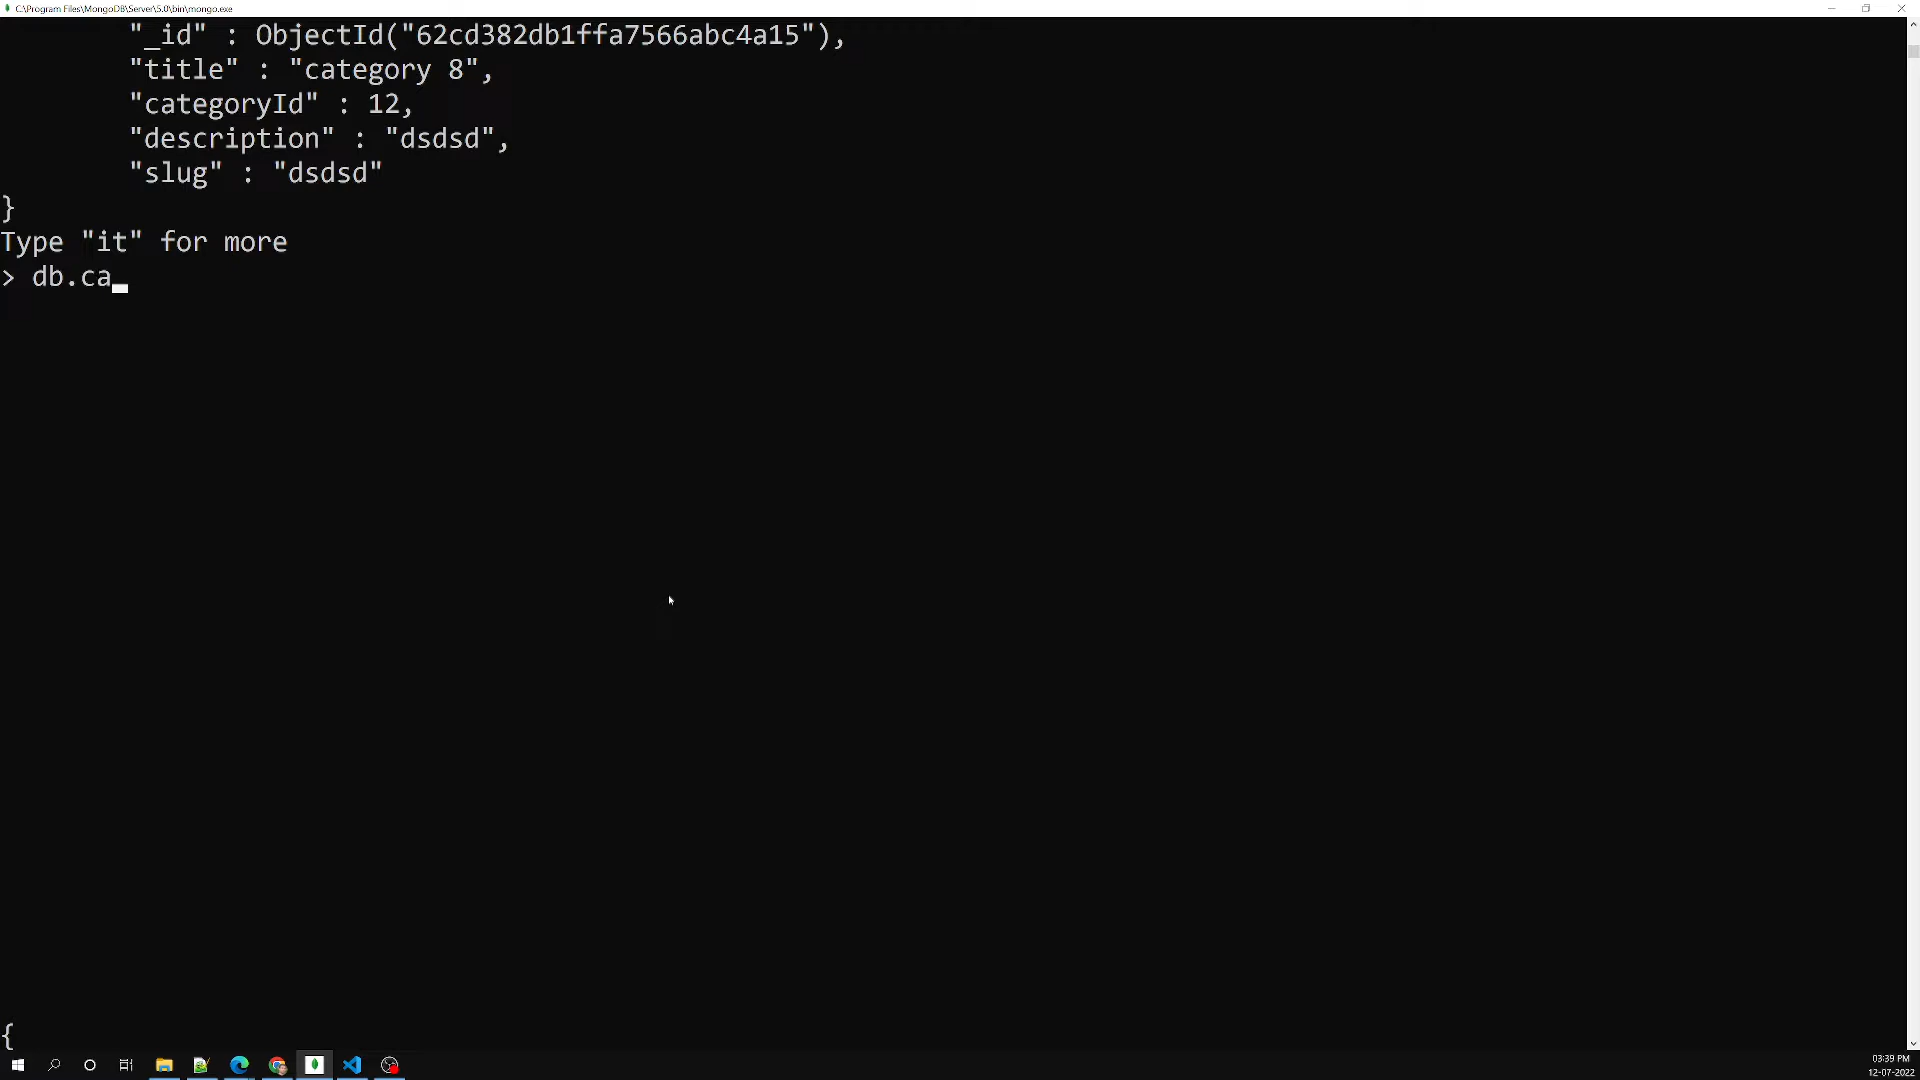 C:\Program Files\MongoDB\Server\5.0\bin\mongo.exe
"_id" : ObjectId("62cd382db1ffa7566abc4a15"),
"title" : "category 8",
"categoryId" : 12,
"description" : "dsdsd",
"slug" : "dsdsd"
}
Type "it" for more
> db.ca_
{
03:39 PM
12-07-2022